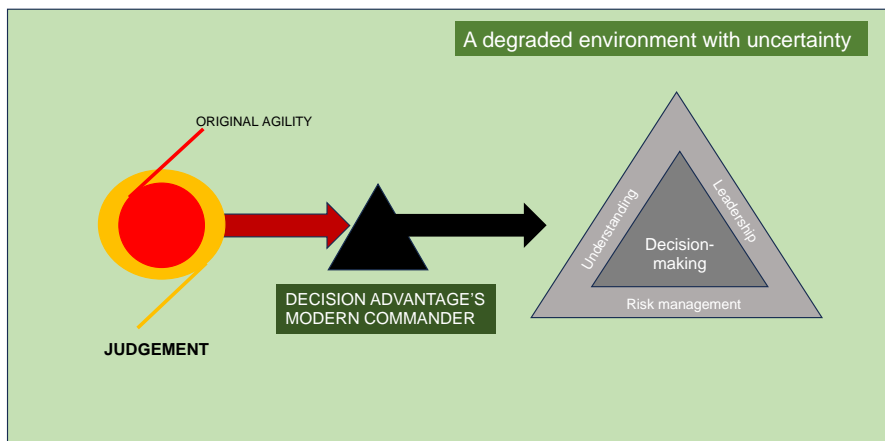 A degraded environment with uncertainty
ORIGINAL AGILITY
Understanding
Leadership
Decision-
making
Risk management
DECISION ADVANTAGE’S
MODERN COMMANDER
JUDGEMENT